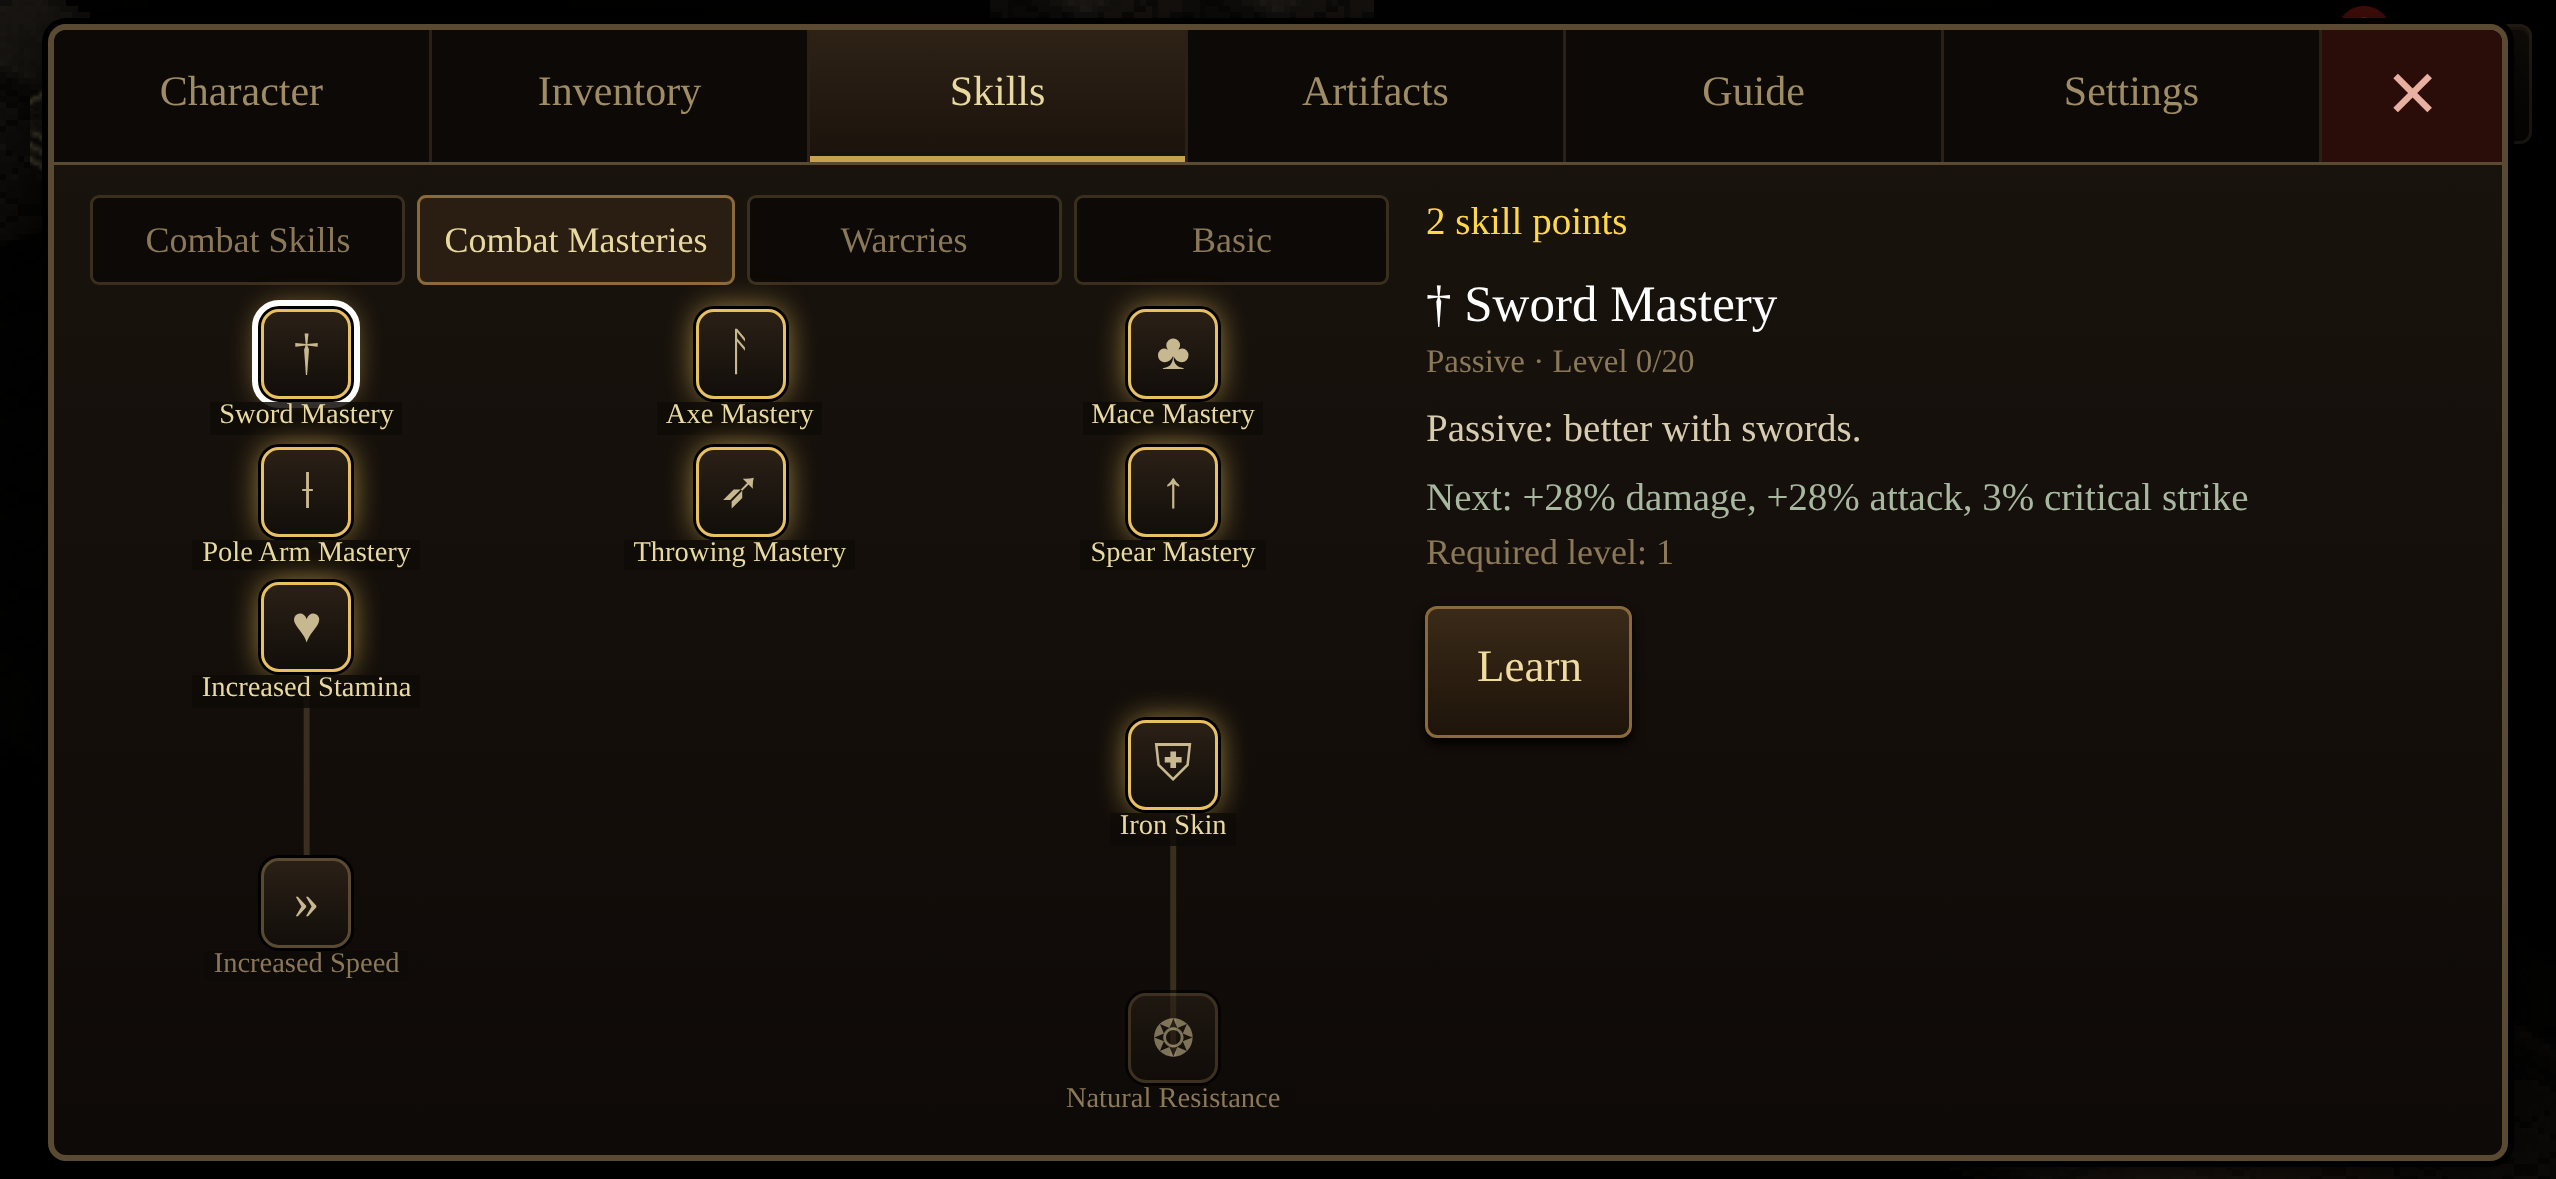 Character
Inventory
Skills
Artifacts
Guide
Settings
✕
Combat Skills
Combat Masteries
Warcries
Basic
2 skill points
† Sword Mastery
Passive · Level 0/20
Passive: better with swords.
Next: +28% damage, +28% attack, 3% critical strike
Required level: 1
Learn
Sword Mastery
Axe Mastery
Mace Mastery
Pole Arm Mastery
Throwing Mastery
Spear Mastery
Increased Stamina
Iron Skin
Increased Speed
Natural Resistance